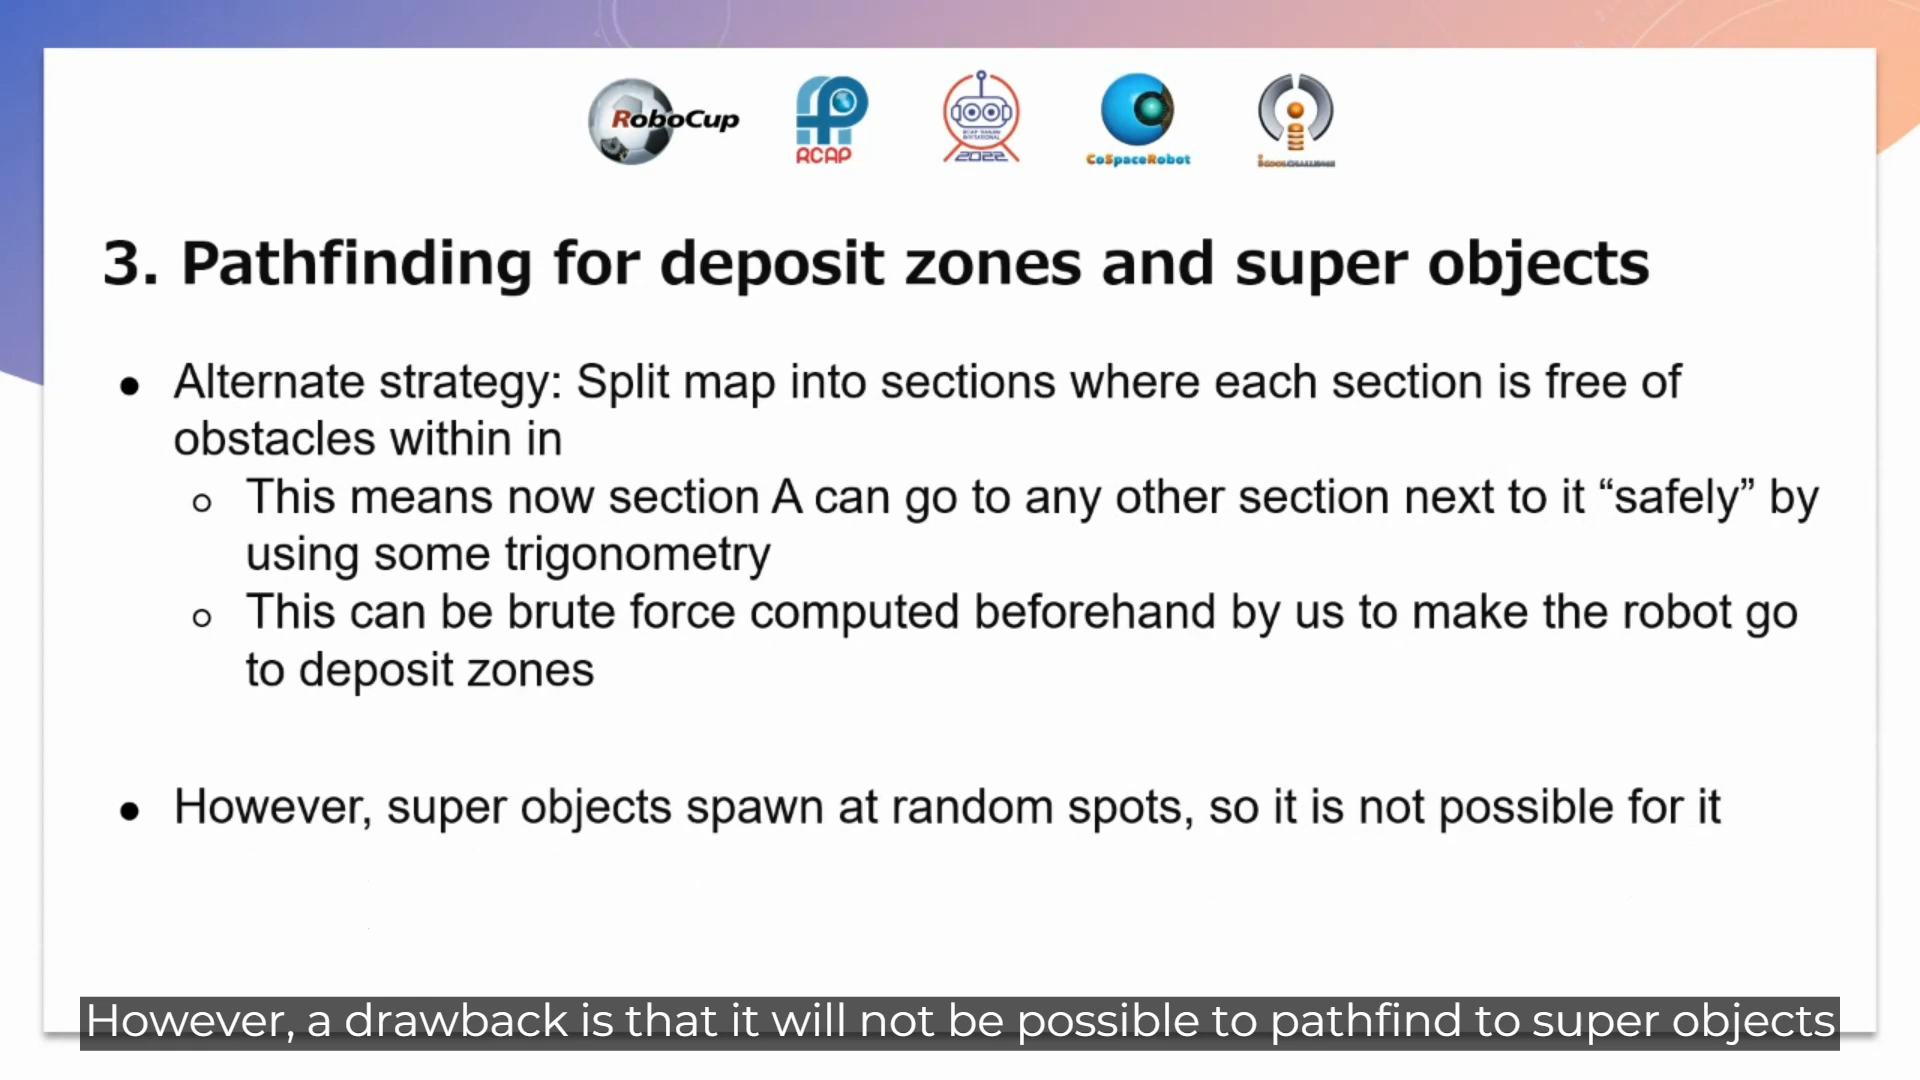 RoboCup
RCAP
RCAP TIANJIN
INVITATIONAL
2022
CoSpaceRobot
3. Pathfinding for deposit zones and super objects
● Alternate strategy: Split map into sections where each section is free of
obstacles within in
○ This means now section A can go to any other section next to it “safely” by
using some trigonometry
○ This can be brute force computed beforehand by us to make the robot go
to deposit zones
● However, super objects spawn at random spots, so it is not possible for it
However, a drawback is that it will not be possible to pathfind to super objects